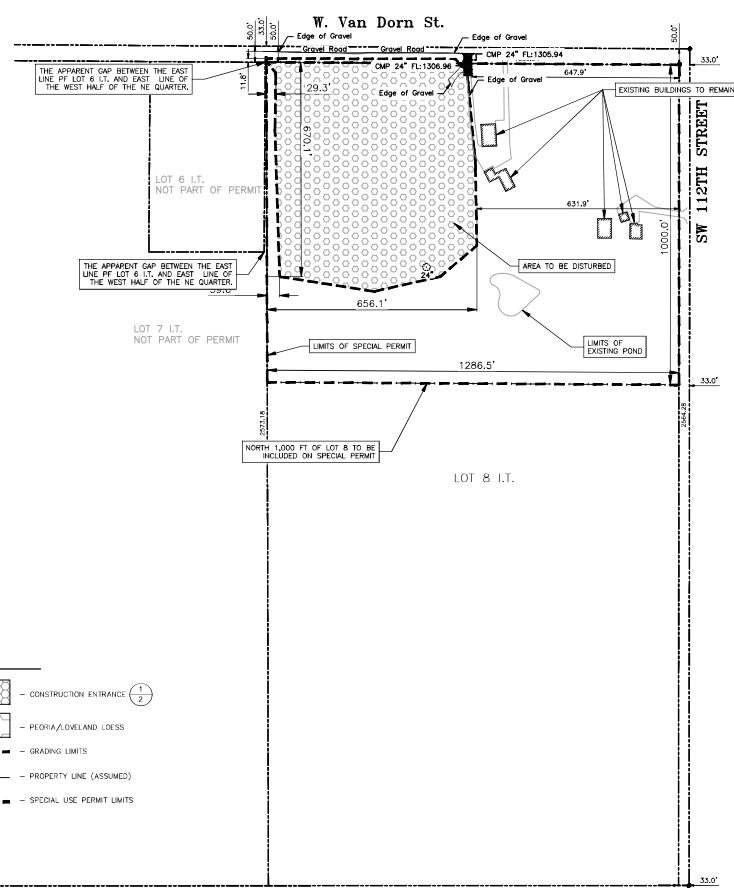 W. Van Dorn St.
50.0'
33.0'
50.0'
50.0'
Edge of Gravel
Edge of Gravel
Gravel Road
Gravel Road
33.0'
THE APPARENT GAP BETWEEN THE EAST
LINE PF LOT 6 I.T. AND EAST LINE OF
THE WEST HALF OF THE NE QUARTER.
11.8'
CMP 24" FL:1305.94
CMP 24" FL:1306.96
647.9'
Edge of Gravel
29.3'
Edge of Gravel
EXISTING BUILDINGS TO REMAIN
SW 112TH STREET
670.1'
LOT 6 I.T.
NOT PART OF PERMIT
631.9'
1000.0'
THE APPARENT GAP BETWEEN THE EAST
LINE PF LOT 6 I.T. AND EAST LINE OF
THE WEST HALF OF THE NE QUARTER.
24"
AREA TO BE DISTURBED
656.1'
LOT 7 I.T.
NOT PART OF PERMIT
LIMITS OF SPECIAL PERMIT
LIMITS OF
EXISTING POND
1286.5'
33.0'
2573.18
2564.28
NORTH 1,000 FT OF LOT 8 TO BE
INCLUDED ON SPECIAL PERMIT
LOT 8 I.T.
- CONSTRUCTION ENTRANCE 1/2
- PEORIA/LOVELAND LOESS
- GRADING LIMITS
- PROPERTY LINE (ASSUMED)
- SPECIAL USE PERMIT LIMITS
33.0'